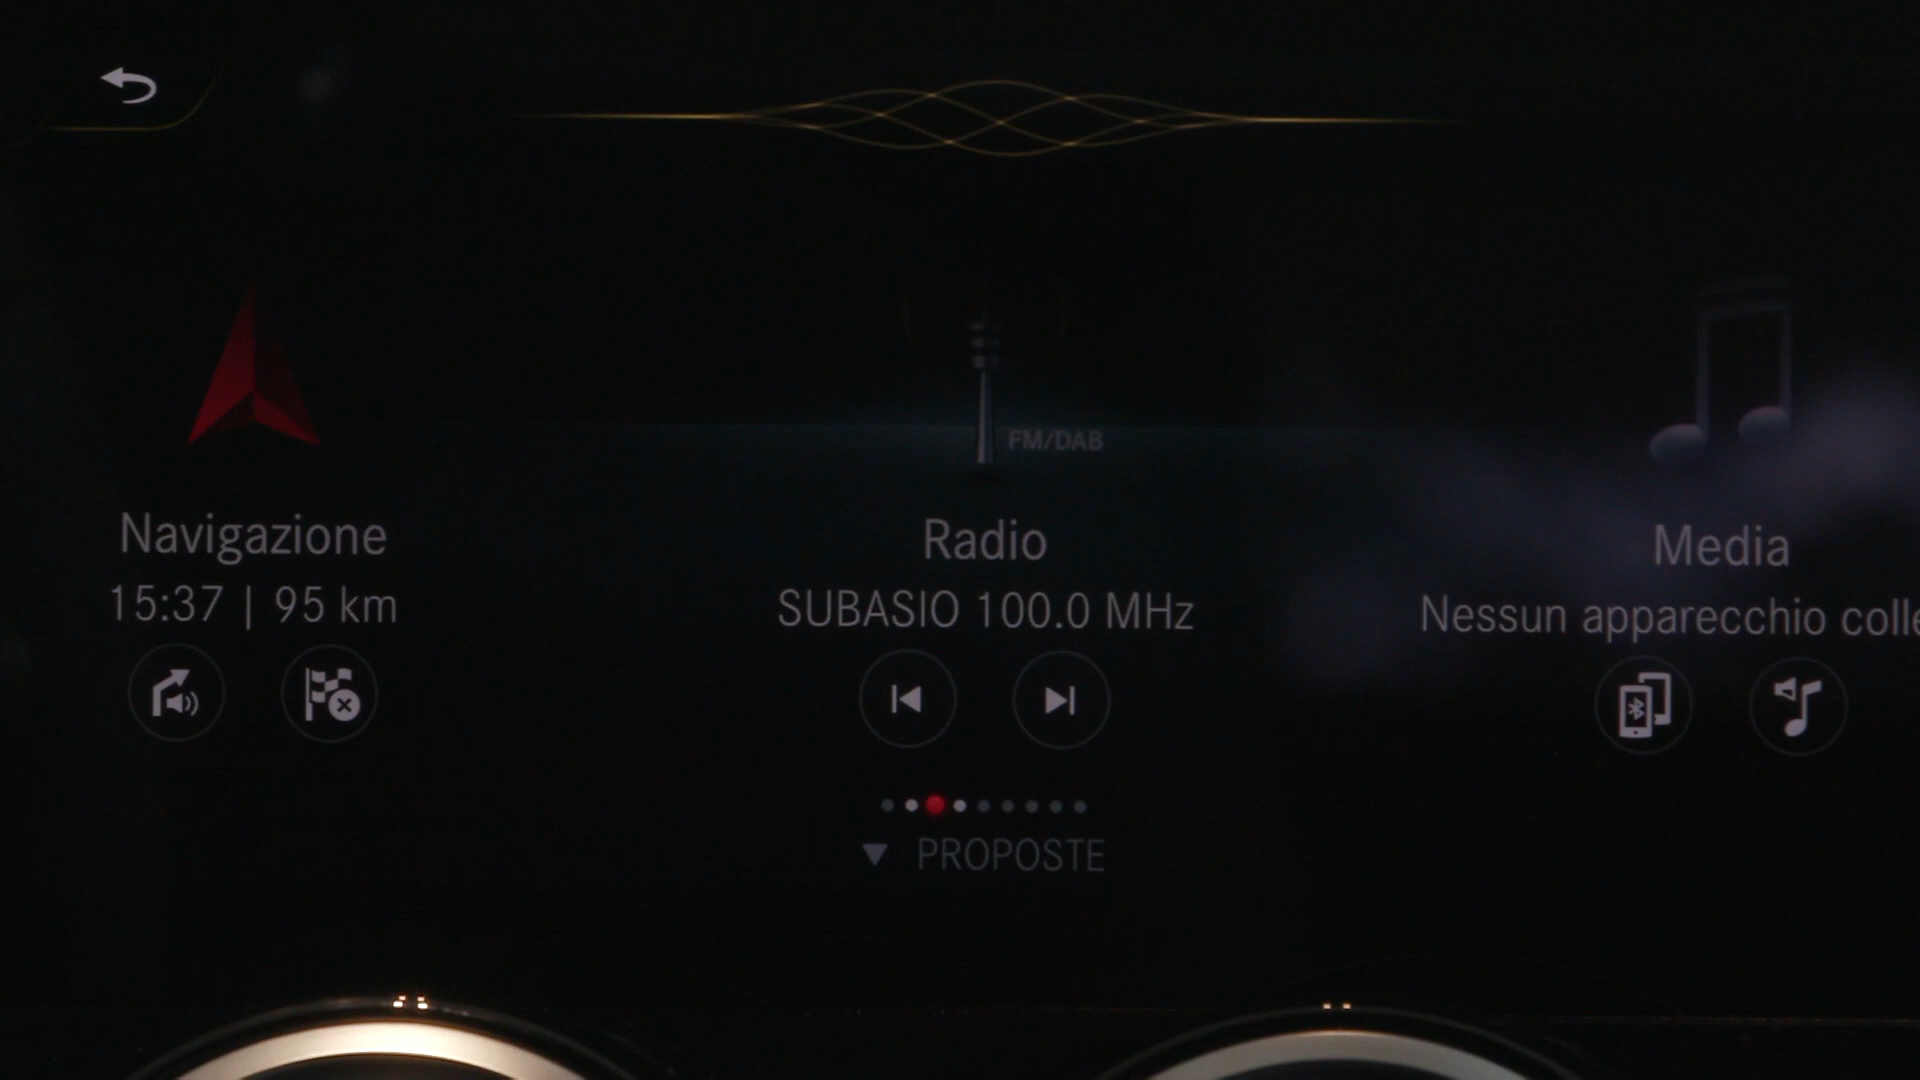 FM/DAB
Navigazione
Radio
Media
15:37 | 95 km
SUBASIO 100.0 MHz
Nessun apparecchio colle
PROPOSTE